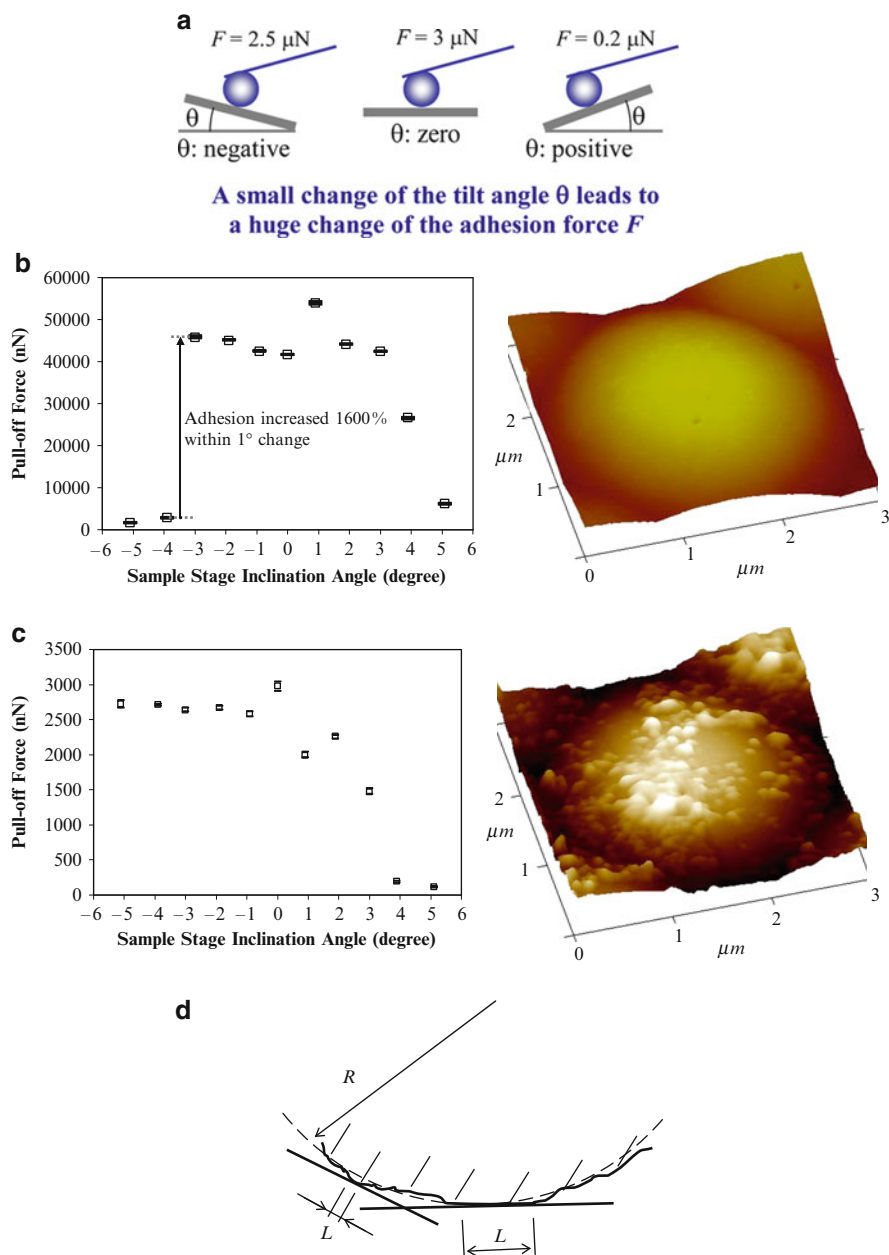 a
F = 2.5 µN
F = 3 µN
F = 0.2 µN
θ
θ
θ: negative
θ: zero
θ: positive
A small change of the tilt angle θ leads to
a huge change of the adhesion force F
b
60000
50000
40000
30000
20000
10000
0
Pull-off Force (nN)
Adhesion increased 1600%
within 1° change
−6 −5 −4 −3 −2 −1 0 1 2 3 4 5 6
Sample Stage Inclination Angle (degree)
2
µm
1
0
1
2
3
µm
c
3500
3000
2500
2000
1500
1000
500
0
Pull-off Force (nN)
−6 −5 −4 −3 −2 −1 0 1 2 3 4 5 6
Sample Stage Inclination Angle (degree)
2
µm
1
0
1
2
3
µm
d
R
L
L